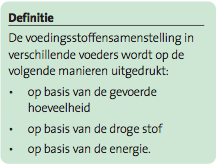 Definitie
De voedingsstoffensamenstelling in
verschillende voeders wordt op de
volgende manieren uitgedrukt:
• op basis van de gevoerde
hoeveelheid
• op basis van de droge stof
• op basis van de energie.